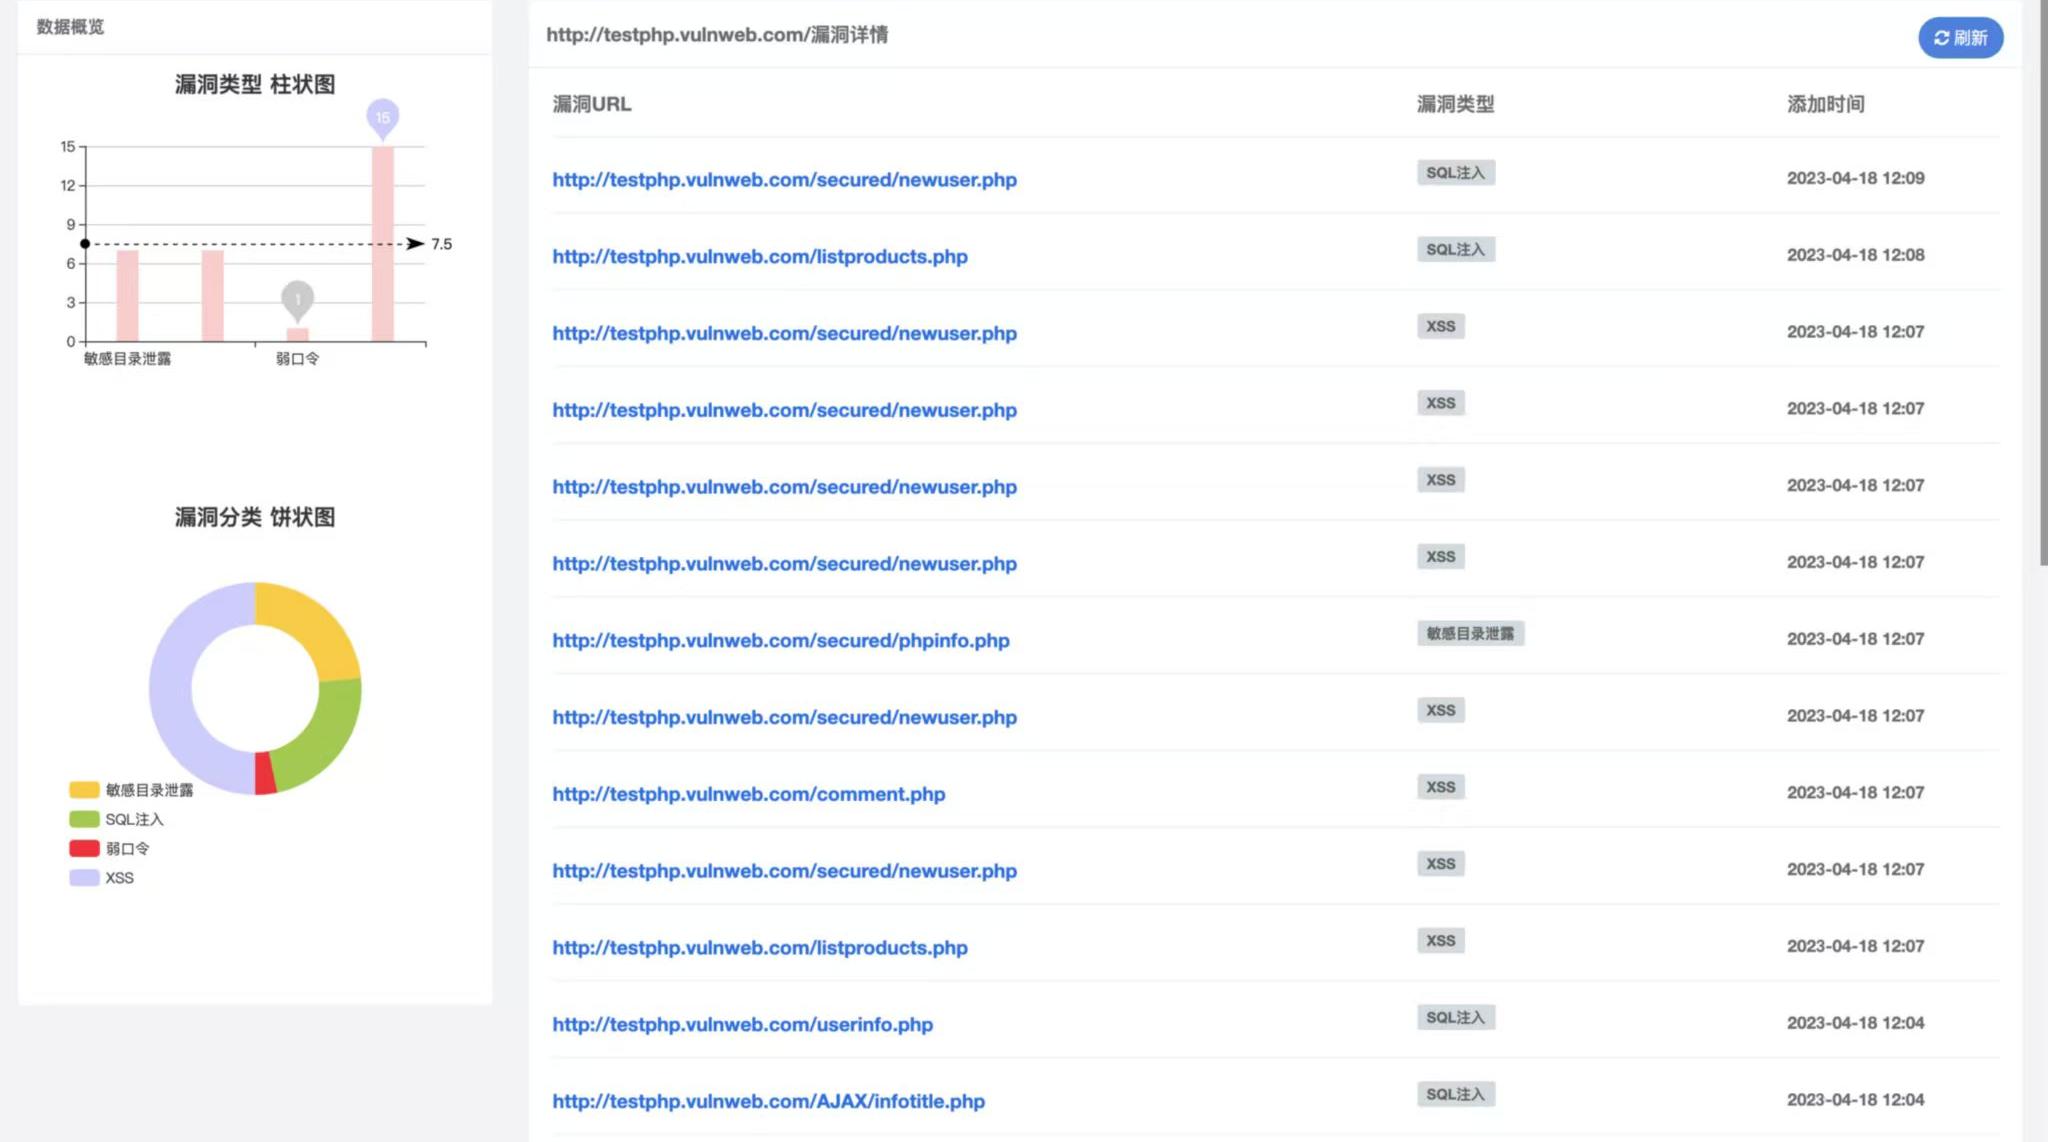 数据概览
漏洞类型 柱状图
15
15
12
9
7.5
6
3
1
0
敏感目录泄露
弱口令
漏洞分类 饼状图
敏感目录泄露
SQL注入
弱口令
XSS
http://testphp.vulnweb.com/漏洞详情
刷新
漏洞URL 漏洞类型 添加时间
http://testphp.vulnweb.com/secured/newuser.php SQL注入 2023-04-18 12:09
http://testphp.vulnweb.com/listproducts.php SQL注入 2023-04-18 12:08
http://testphp.vulnweb.com/secured/newuser.php XSS 2023-04-18 12:07
http://testphp.vulnweb.com/secured/newuser.php XSS 2023-04-18 12:07
http://testphp.vulnweb.com/secured/newuser.php XSS 2023-04-18 12:07
http://testphp.vulnweb.com/secured/newuser.php XSS 2023-04-18 12:07
http://testphp.vulnweb.com/secured/phpinfo.php 敏感目录泄露 2023-04-18 12:07
http://testphp.vulnweb.com/secured/newuser.php XSS 2023-04-18 12:07
http://testphp.vulnweb.com/comment.php XSS 2023-04-18 12:07
http://testphp.vulnweb.com/secured/newuser.php XSS 2023-04-18 12:07
http://testphp.vulnweb.com/listproducts.php XSS 2023-04-18 12:07
http://testphp.vulnweb.com/userinfo.php SQL注入 2023-04-18 12:04
http://testphp.vulnweb.com/AJAX/infotitle.php SQL注入 2023-04-18 12:04